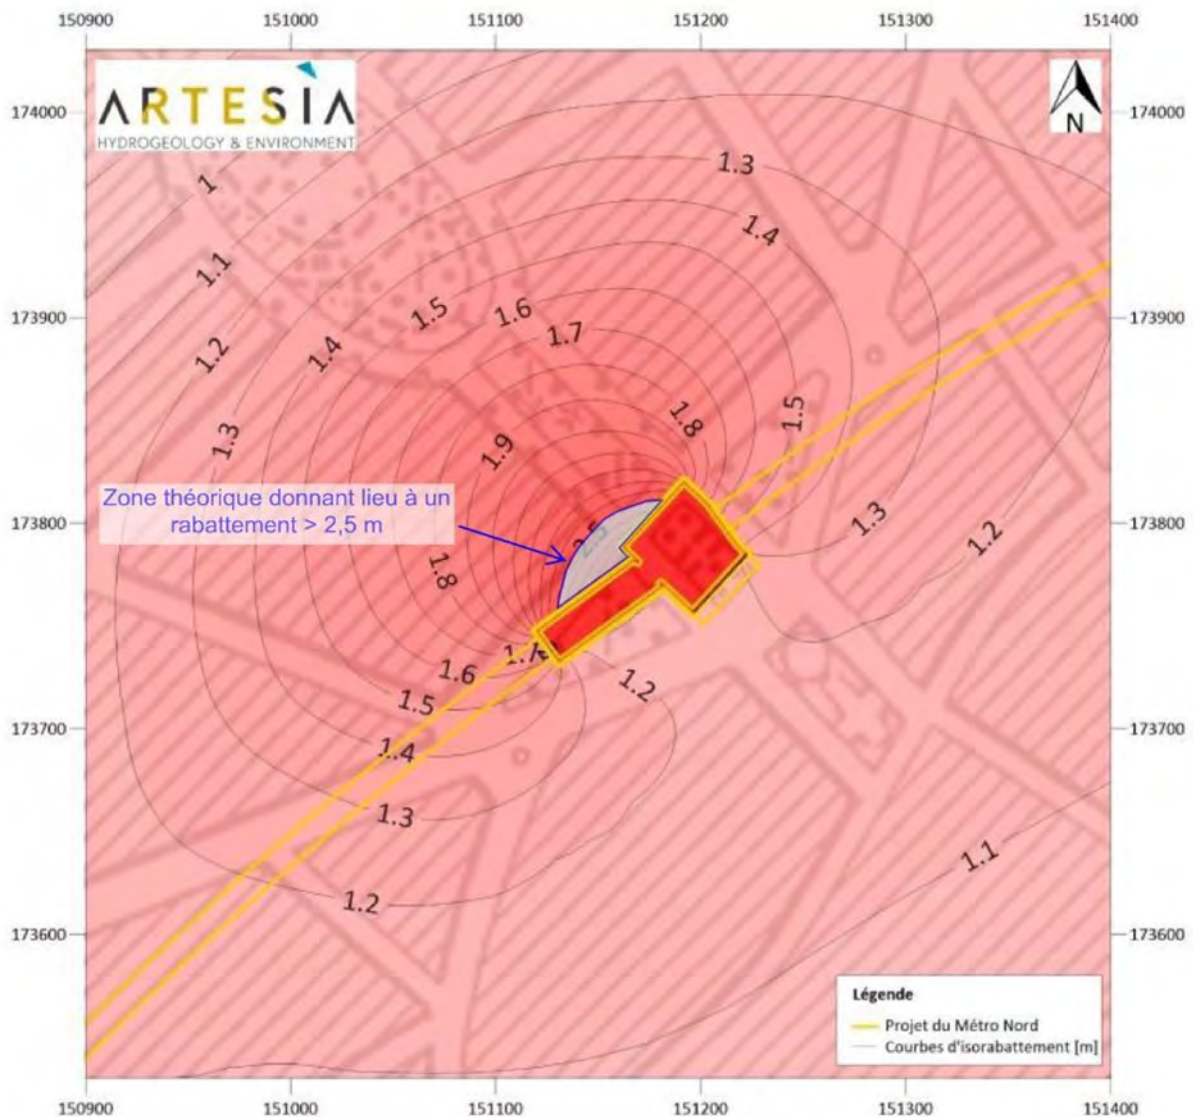 150900 151000 151100 151200 151300 151400
ARTESIA
HYDROGEOLOGY & ENVIRONMENT
N
174000 174000
1.3
1
1.4
1.1
1.5 1.6
173900 173900
1.7
1.2 1.4
1.8 1.5
1.3 1.9
Zone théorique donnant lieu à un
rabattement > 2,5 m
173800 173800
1.3
1.2
2.5
1.8
1.7
1.6 1.2
1.5
173700 173700
1.4
1.3
1.1
1.2
173600 173600
Légende
Projet du Métro Nord
Courbes d'isorabattement [m]
150900 151000 151100 151200 151300 151400